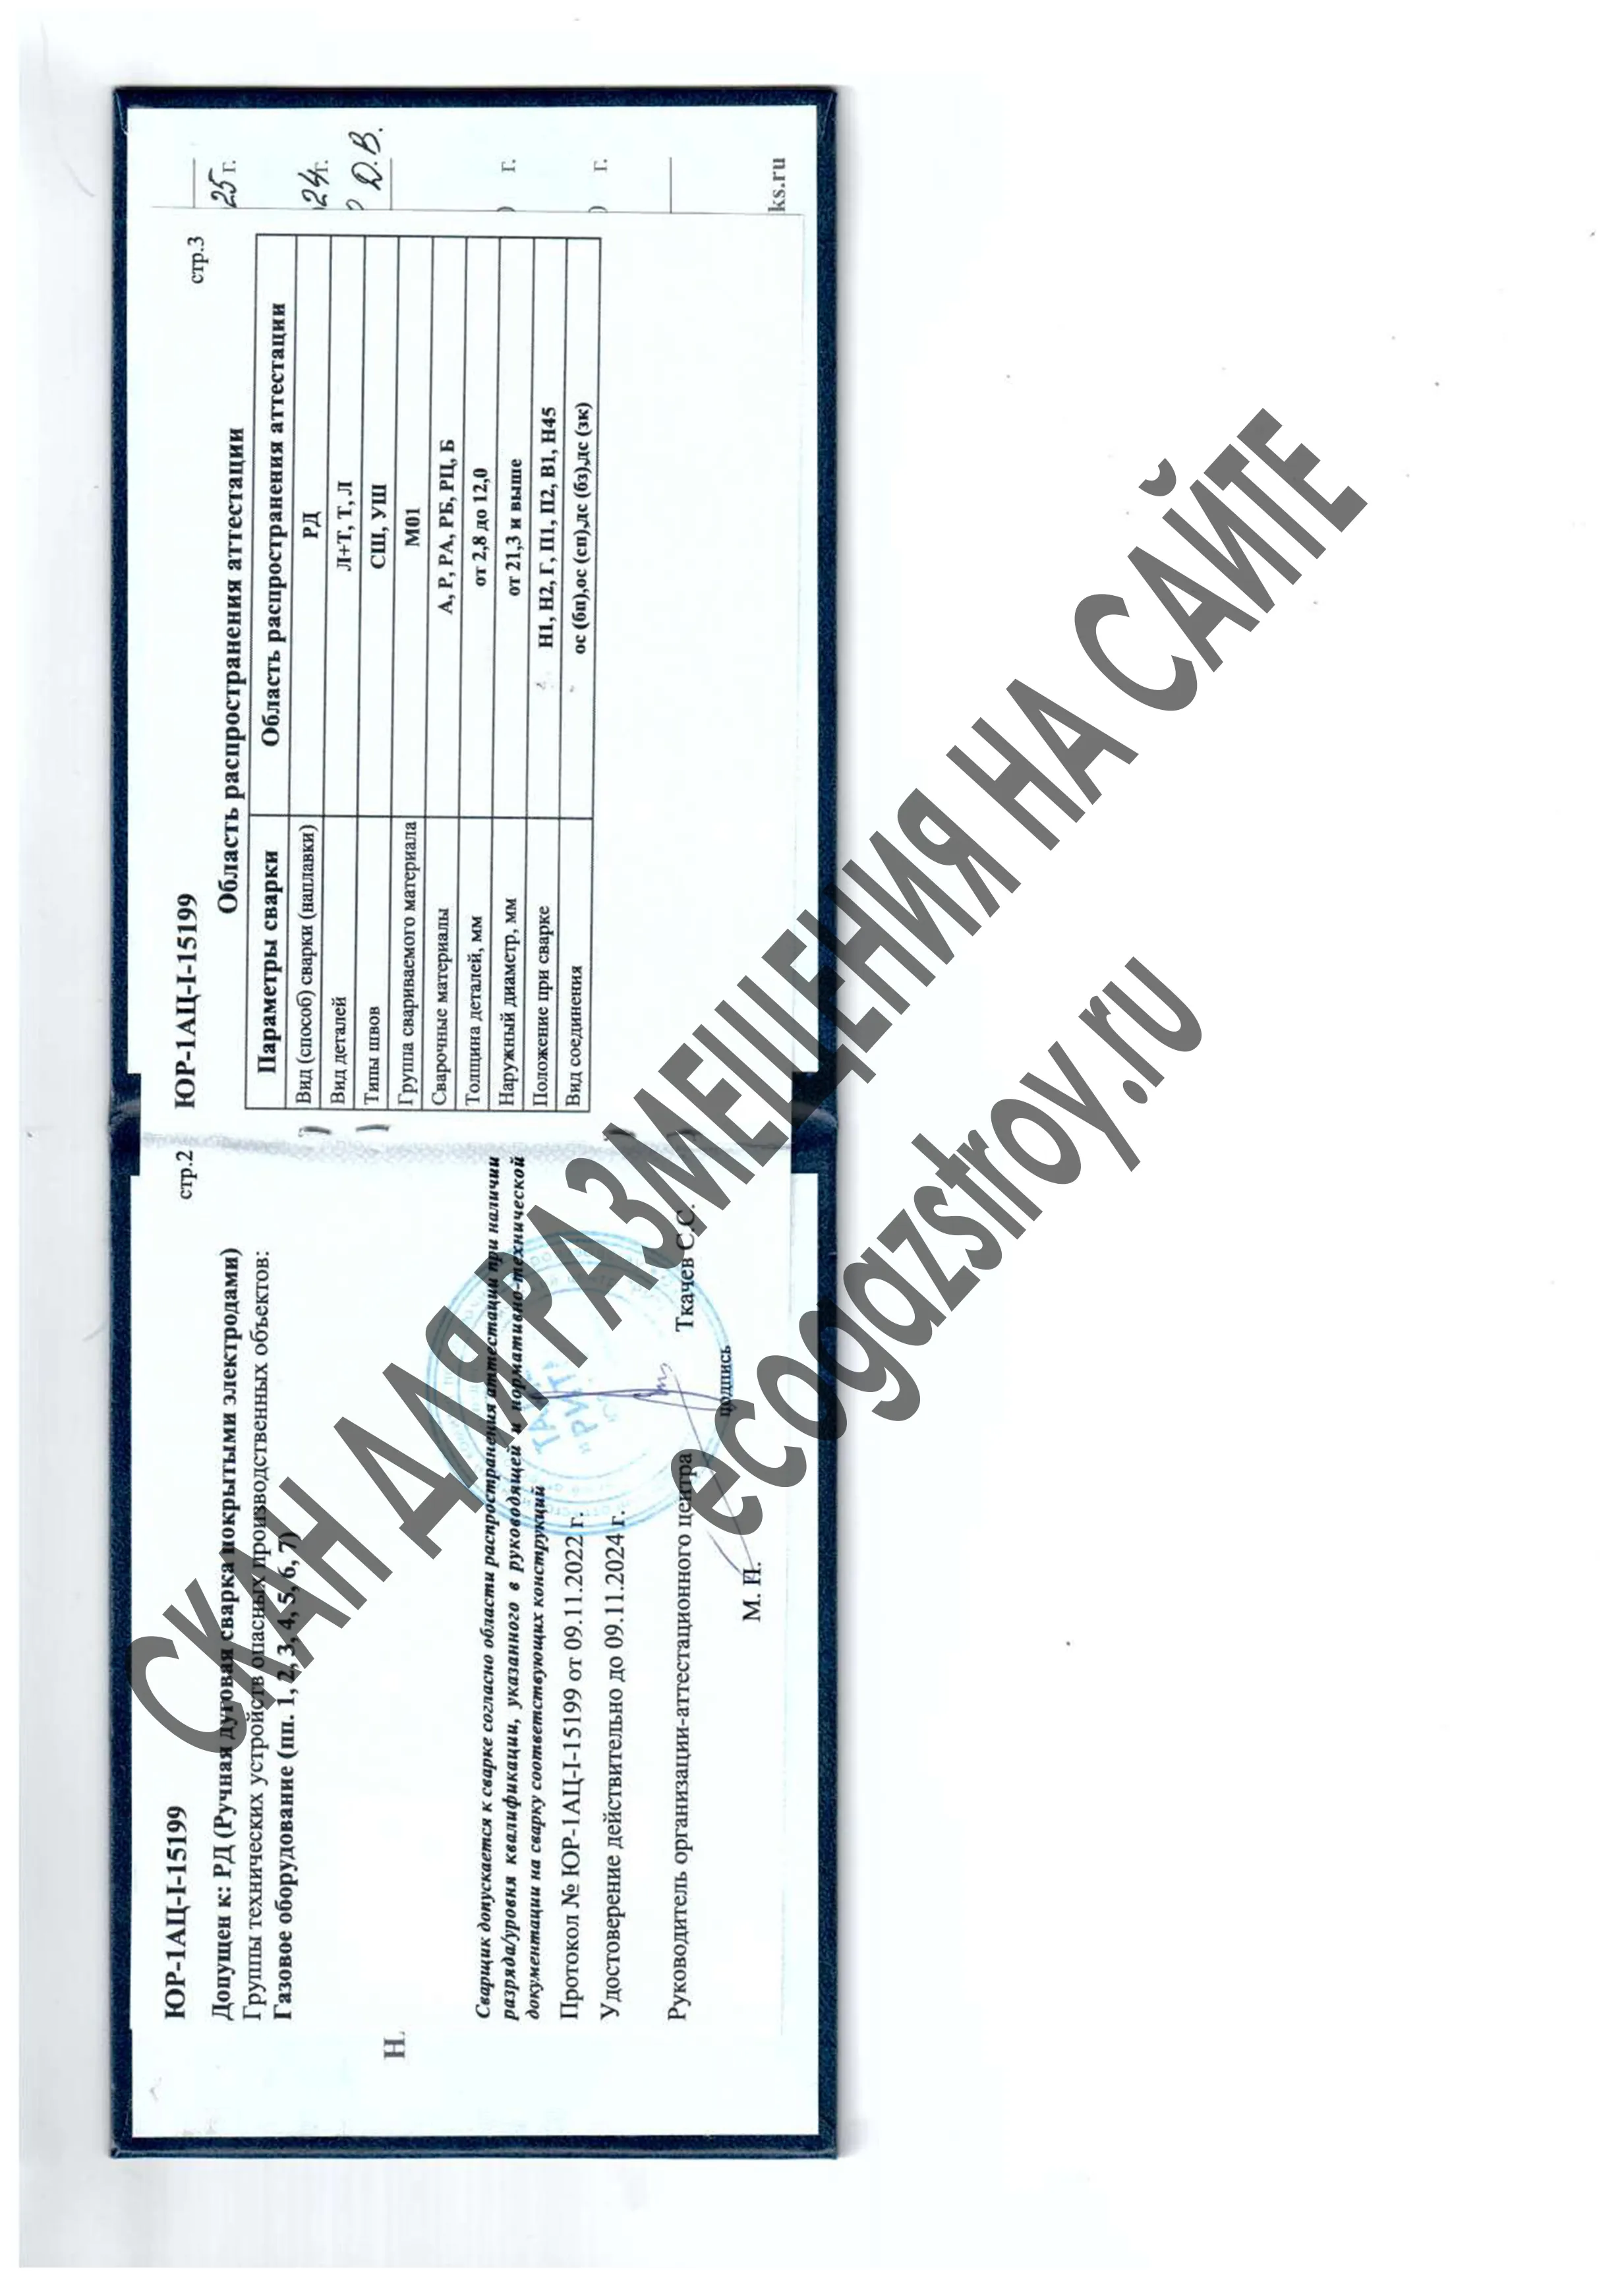 ЮР-1АЦ-I-15199
стр.2
Допущен к: РД (Ручная дуговая сварка покрытыми электродами)
Группы технических устройств опасных производственных объектов:
Газовое оборудование (пп. 1, 2, 3, 4, 5, 6, 7)
Н.
Сварщик допускается к сварке согласно области распространения аттестации при наличии
разряда/уровня квалификации, указанного в руководящей и нормативно-технической
документации на сварку соответствующих конструкций
Протокол № ЮР-1АЦ-I-15199 от 09.11.2022 г.
Удостоверение действительно до 09.11.2024 г.
Руководитель организации-аттестационного центра Ткачев С.С.
подпись
М. П.
ЮР-1АЦ-I-15199
стр.3
Область распространения аттестации
Параметры сварки Область распространения аттестации
Вид (способ) сварки (наплавки) РД
Вид деталей Л+Т, Т, Л
Типы швов СШ, УШ
Группа свариваемого материала М01
Сварочные материалы А, Р, РА, РБ, РЦ, Б
Толщина деталей, мм от 2,8 до 12,0
Наружный диаметр, мм от 21,3 и выше
Положение при сварке Н1, Н2, Г, П1, П2, В1, Н45
Вид соединения ос (бп),ос (сп),дс (бз),дс (зк)
25 г.
24 г.
Д.В.
г.
г.
ks.ru
СКАН ДЛЯ РАЗМЕЩЕНИЯ НА САЙТЕ
ecogazstroy.ru